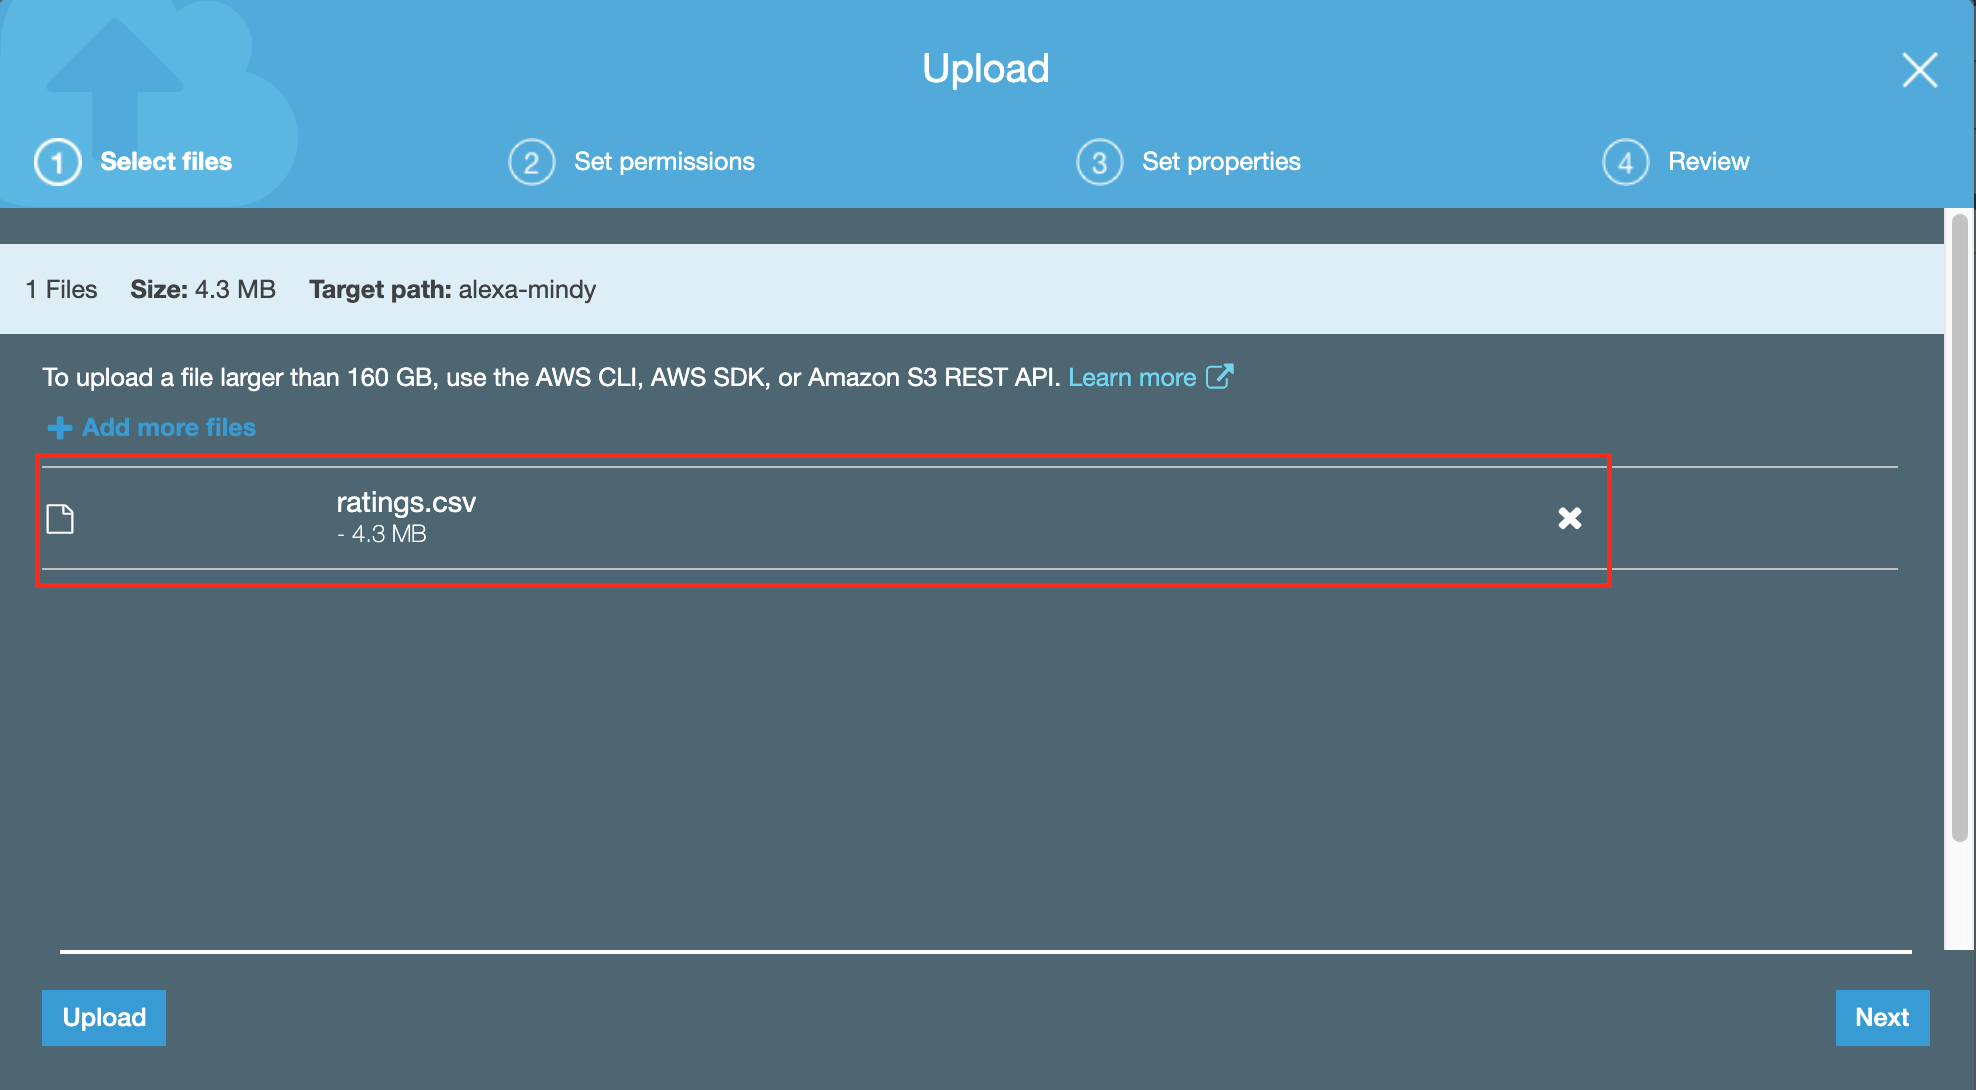 Upload
1 Select files
2 Set permissions
3 Set properties
4 Review
1 Files Size: 4.3 MB Target path: alexa-mindy
To upload a file larger than 160 GB, use the AWS CLI, AWS SDK, or Amazon S3 REST API. Learn more
Add more files
ratings.csv
- 4.3 MB
Upload
Next